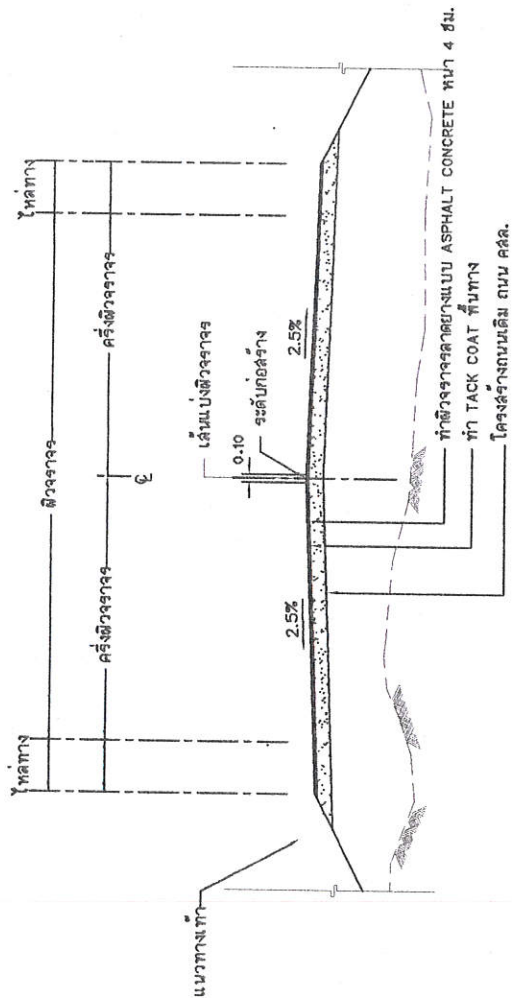 ผิวจราจร
ไหล่ทาง
ไหล่ทาง
ครึ่งผิวจราจร
ครึ่งผิวจราจร
℄
แนวทางเท้า
เส้นแบ่งผิวจราจร
0.10
ระดับก่อสร้าง
2.5%
2.5%
ทำผิวจราจรลาดยางแบบ ASPHALT CONCRETE หนา 4 ซม.
ทำ TACK COAT พื้นทาง
โครงสร้างถนนเดิม ถนน คสล.